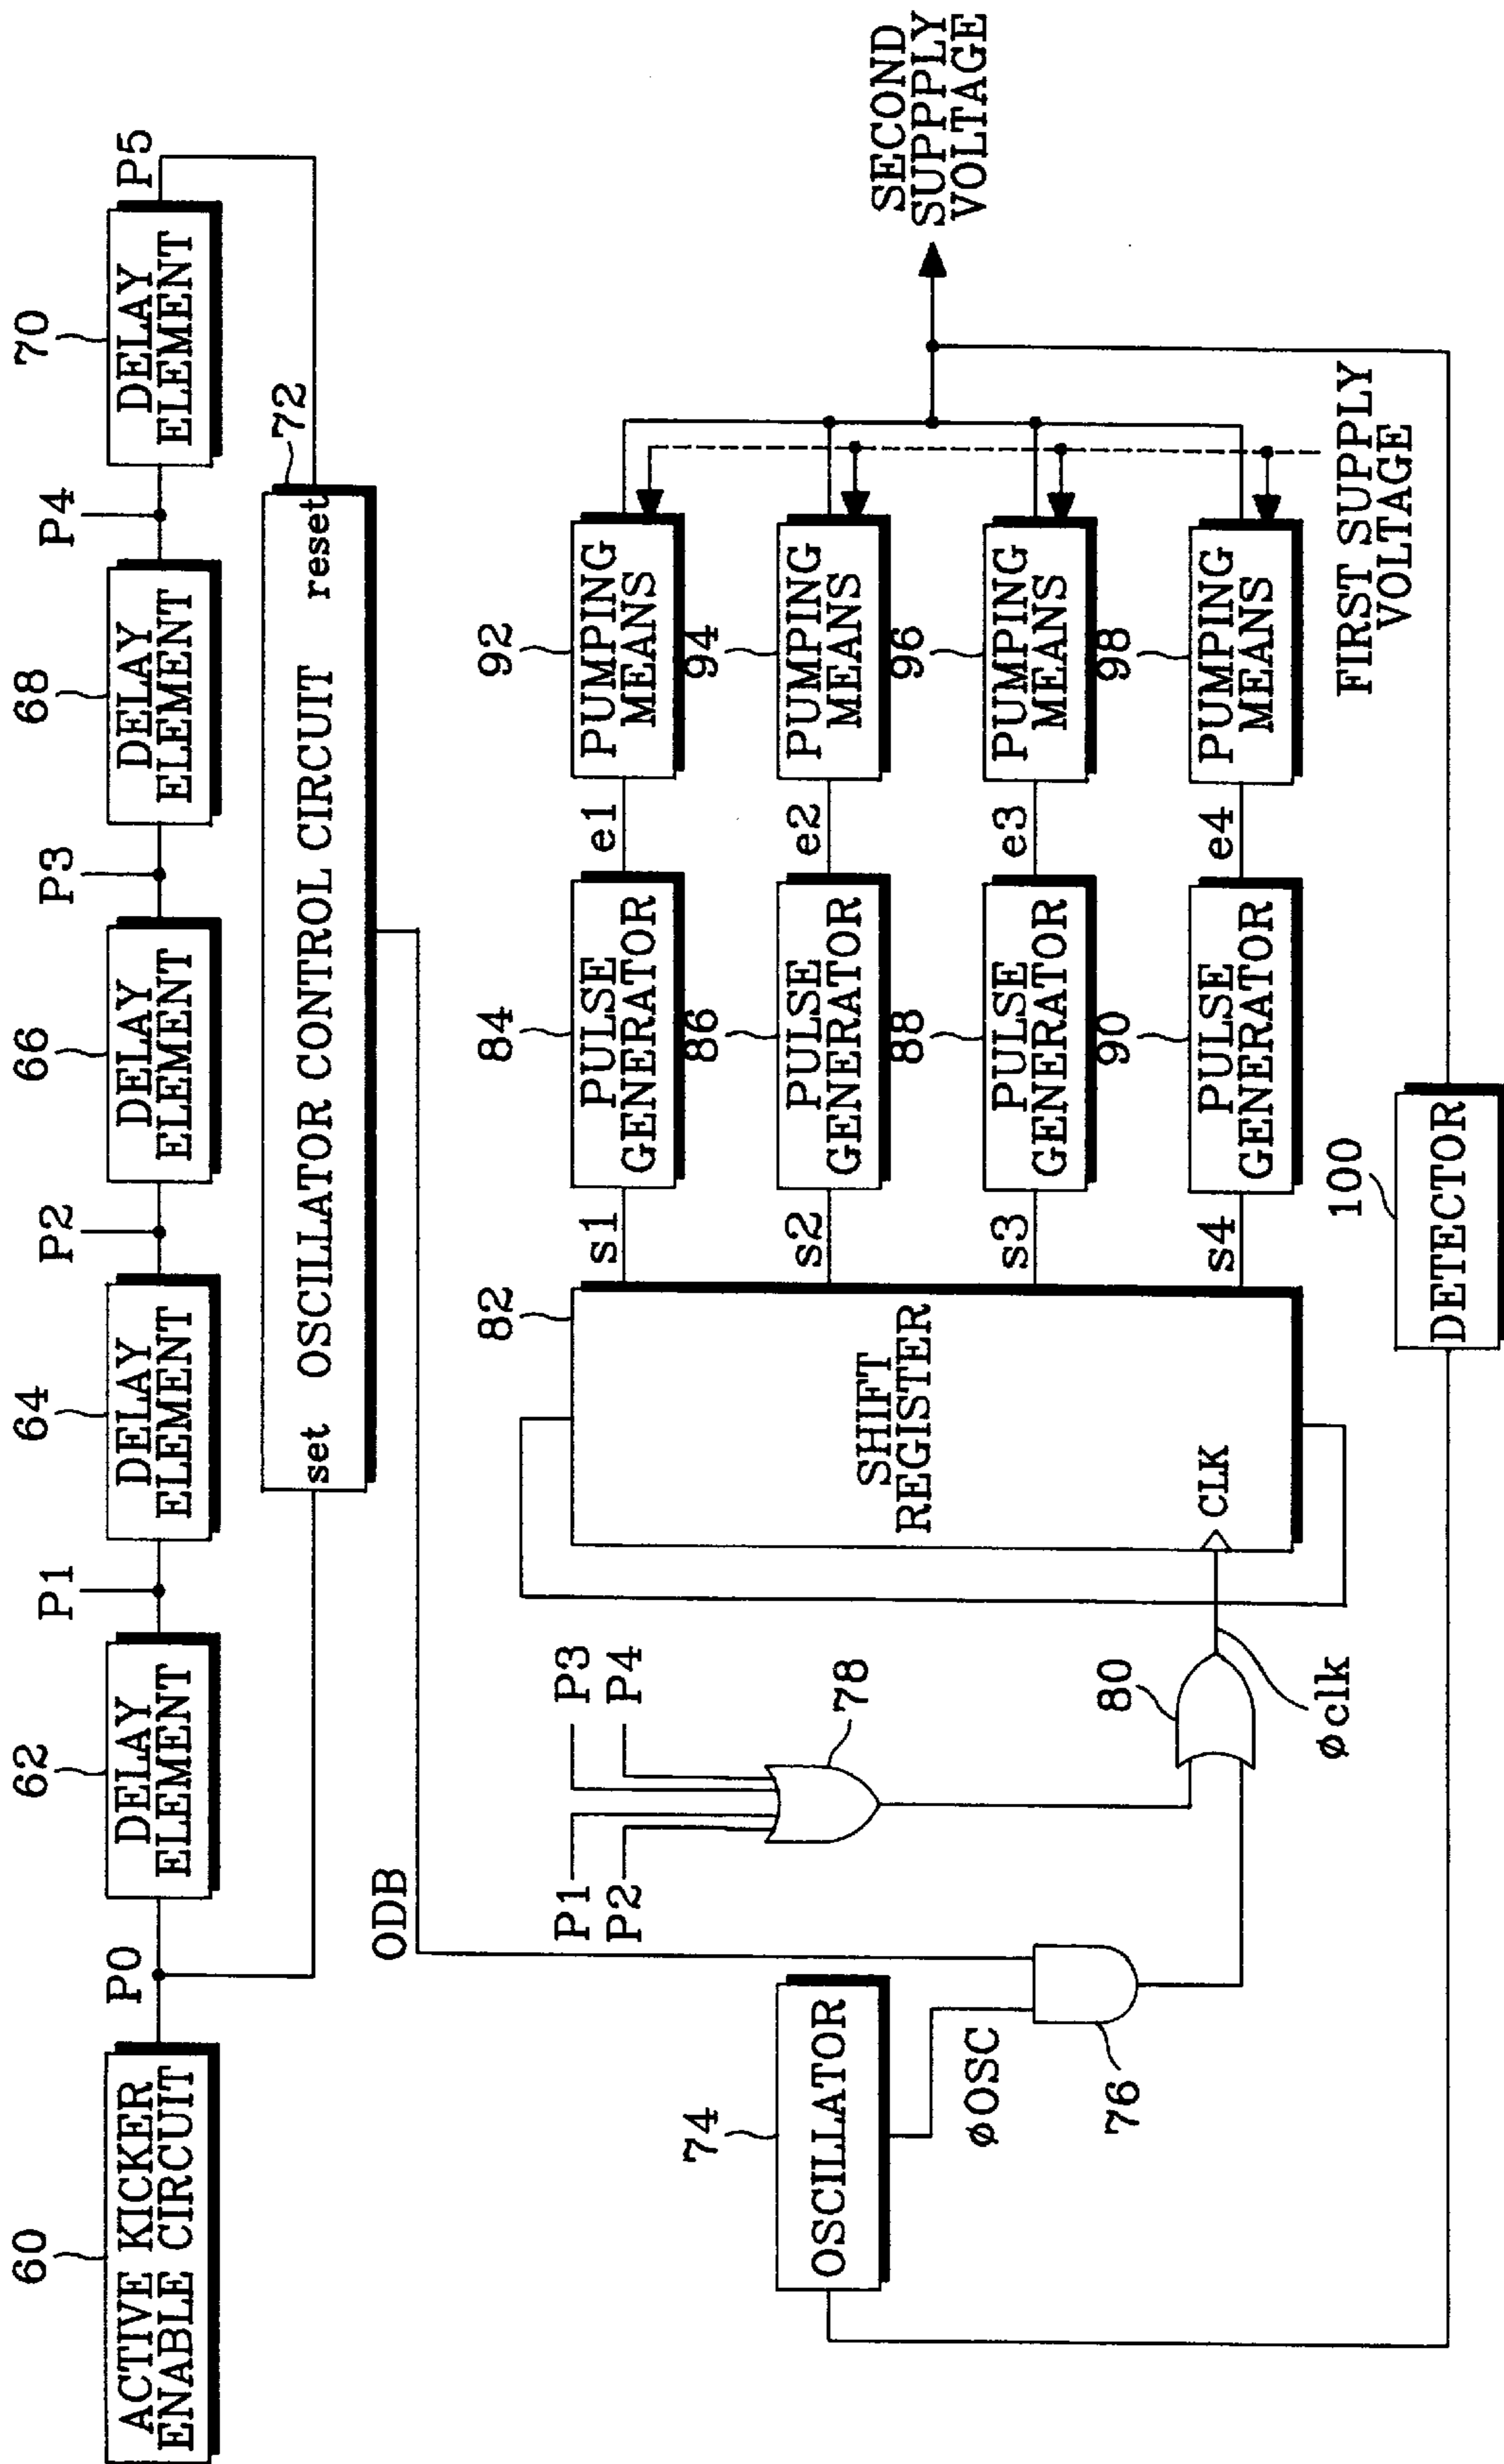 60
ACTIVE KICKER
ENABLE CIRCUIT
P0
62
DELAY
ELEMENT
P1
64
DELAY
ELEMENT
P2
66
DELAY
ELEMENT
P3
68
DELAY
ELEMENT
P4
70
DELAY
ELEMENT
P5
72
set OSCILLATOR CONTROL CIRCUIT reset
ODB
74
OSCILLATOR
øOSC
76
P1
P2
P3
P4
78
80
øclk
82
SHIFT
REGISTER
CLK
s1
84
PULSE
GENERATOR
e1
92
PUMPING
MEANS
s2
86
PULSE
GENERATOR
e2
94
PUMPING
MEANS
s3
88
PULSE
GENERATOR
e3
96
PUMPING
MEANS
s4
90
PULSE
GENERATOR
e4
98
PUMPING
MEANS
SECOND
SUPPPLY
VOLTAGE
FIRST SUPPLY
VOLTAGE
100
DETECTOR